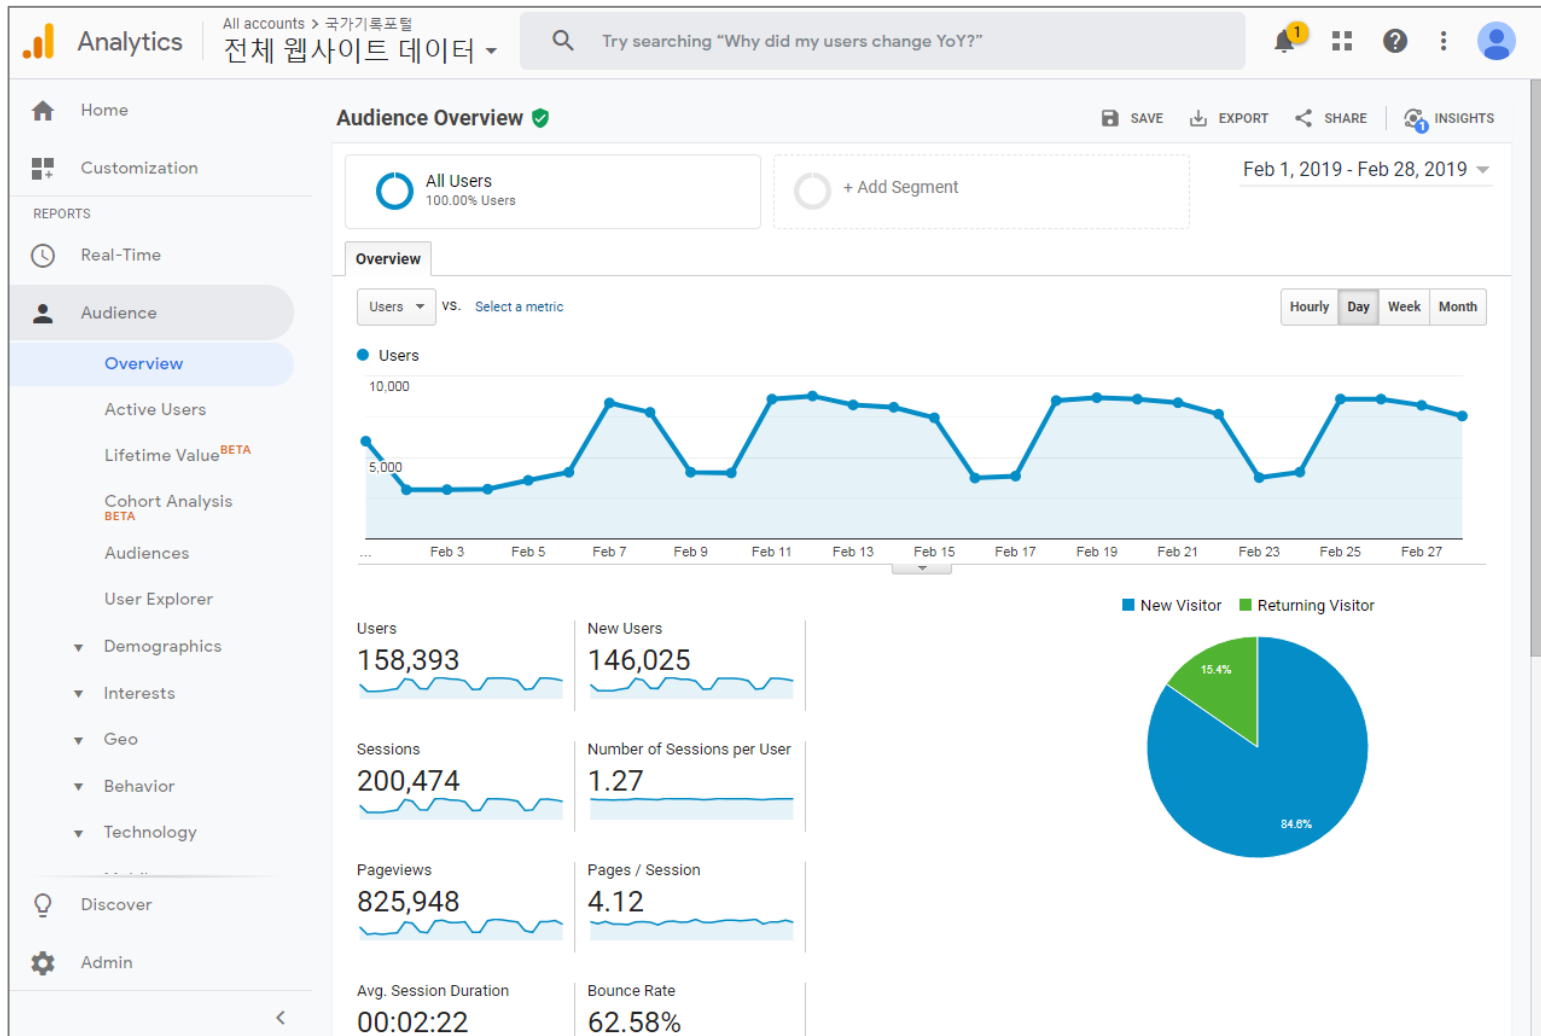 Analytics
All accounts > 국가기록포털
전체 웹사이트 데이터
Try searching “Why did my users change YoY?”
1
Home
Customization
REPORTS
Real-Time
Audience
Overview
Active Users
Lifetime Value BETA
Cohort Analysis
BETA
Audiences
User Explorer
Demographics
Interests
Geo
Behavior
Technology
Discover
Admin
Audience Overview
SAVE EXPORT SHARE 1 INSIGHTS
All Users
100.00% Users
+ Add Segment
Feb 1, 2019 - Feb 28, 2019
Overview
Users VS. Select a metric
Hourly Day Week Month
Users
10,000
5,000
... Feb 3 Feb 5 Feb 7 Feb 9 Feb 11 Feb 13 Feb 15 Feb 17 Feb 19 Feb 21 Feb 23 Feb 25 Feb 27
Users
158,393
New Users
146,025
Sessions
200,474
Number of Sessions per User
1.27
Pageviews
825,948
Pages / Session
4.12
Avg. Session Duration
00:02:22
Bounce Rate
62.58%
New Visitor Returning Visitor
15.4%
84.6%